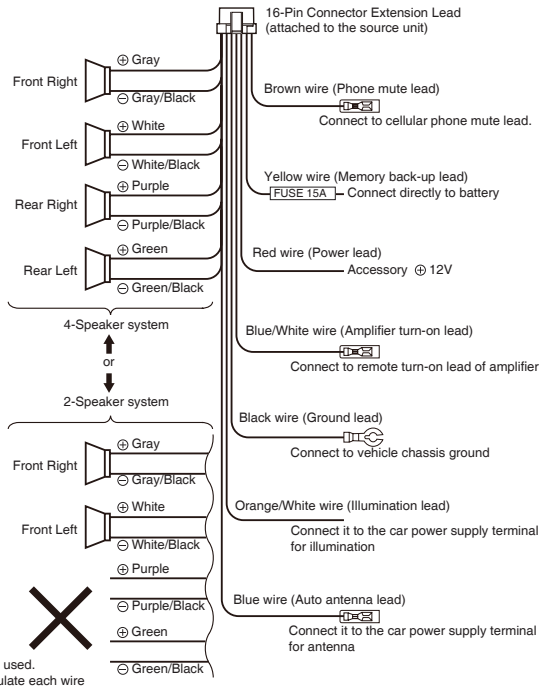 16-Pin Connector Extension Lead
(attached to the source unit)
⊕ Gray
Front Right
⊖ Gray/Black
⊕ White
Front Left
⊖ White/Black
⊕ Purple
Rear Right
⊖ Purple/Black
⊕ Green
Rear Left
⊖ Green/Black
4-Speaker system
or
2-Speaker system
⊕ Gray
Front Right
⊖ Gray/Black
⊕ White
Front Left
⊖ White/Black
⊕ Purple
⊖ Purple/Black
⊕ Green
⊖ Green/Black
used.
ulate each wire
Brown wire (Phone mute lead)
Connect to cellular phone mute lead.
Yellow wire (Memory back-up lead)
FUSE 15A Connect directly to battery
Red wire (Power lead)
Accessory ⊕ 12V
Blue/White wire (Amplifier turn-on lead)
Connect to remote turn-on lead of amplifier
Black wire (Ground lead)
Connect to vehicle chassis ground
Orange/White wire (Illumination lead)
Connect it to the car power supply terminal
for illumination
Blue wire (Auto antenna lead)
Connect it to the car power supply terminal
for antenna